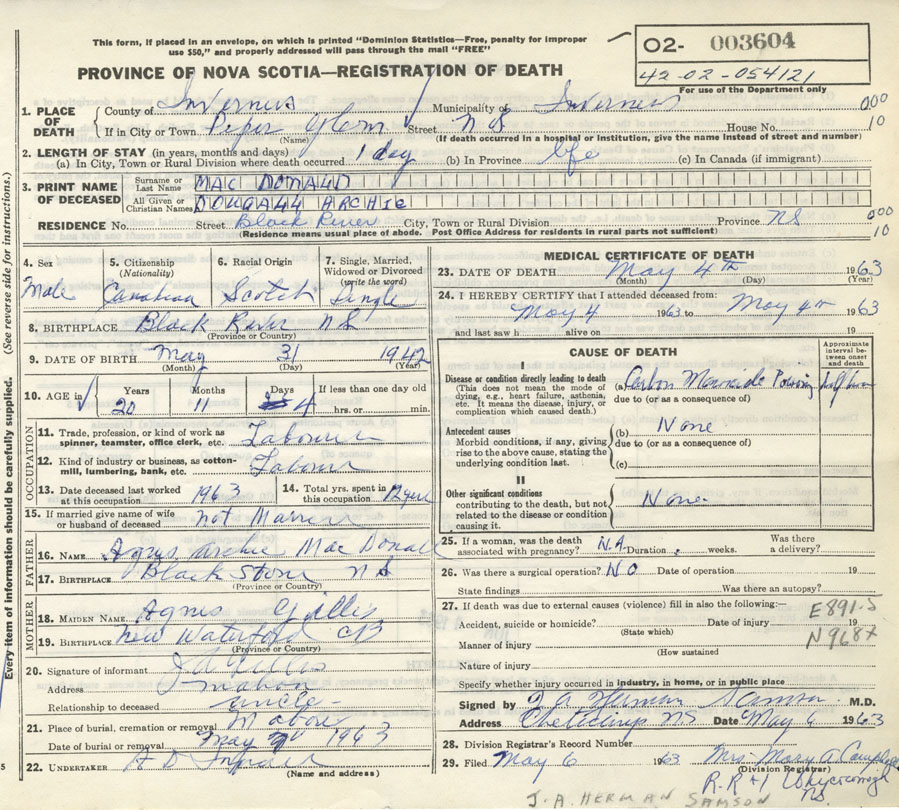 This form, if placed in an envelope, on which is printed "Dominion Statistics—Free, penalty for improper
use $50," and properly addressed will pass through the mail "FREE"
PROVINCE OF NOVA SCOTIA—REGISTRATION OF DEATH
02- 003604
42-02-054121
For use of the Department only
(See reverse side for instructions.)
Every item of information should be carefully supplied.
1. PLACE OF DEATH
County of Inverness Municipality of Inverness 000
If in City or Town Piper Glenn Street N S House No. 10
(Name) (If death occurred in a hospital or institution, give the name instead of street and number)
2. LENGTH OF STAY (in years, months and days)
(a) In City, Town or Rural Division where death occurred 1 day (b) In Province life (c) In Canada (if immigrant)
3. PRINT NAME OF DECEASED
Surname or Last Name MAC DONALD
All Given or Christian Names DOUGALL ARCHIE
RESIDENCE No. Street Black River City, Town or Rural Division Province NS 000
(Residence means usual place of abode. Post Office Address for residents in rural parts not sufficient) 10
4. Sex Male
5. Citizenship (Nationality) Canadian
6. Racial Origin Scotch
7. Single, Married, Widowed or Divorced (write the word) Single
8. BIRTHPLACE Black River NS
(Province or Country)
9. DATE OF BIRTH May 31 1942
(Month) (Day) (Year)
10. AGE in Years Months Days If less than one day old
20 11 4 hrs. or min.
OCCUPATION
11. Trade, profession, or kind of work as spinner, teamster, office clerk, etc. Labourer
12. Kind of industry or business, as cotton-mill, lumbering, bank, etc. Labour
13. Date deceased last worked at this occupation 1963
14. Total yrs. spent in this occupation
15. If married give name of wife or husband of deceased not Married
FATHER
16. NAME Angus Archie Mac Donald
17. BIRTHPLACE Black Stone N S
(Province or Country)
MOTHER
18. MAIDEN NAME Agnes Gillis
19. BIRTHPLACE New Waterford CB
(Province or Country)
20. Signature of informant Gillis
Address Mabou
Relationship to deceased uncle
21. Place of burial, cremation or removal Mabou
Date of burial or removal May 7 1963
22. UNDERTAKER
(Name and address)
MEDICAL CERTIFICATE OF DEATH
23. DATE OF DEATH May 4th 1963
(Month) (Day) (Year)
24. I HEREBY CERTIFY that I attended deceased from:
May 4 1963 to May 4th 1963
and last saw h alive on 19
CAUSE OF DEATH
Approximate interval between onset and death
I
Disease or condition directly leading to death
(This does not mean the mode of dying, e.g., heart failure, asthenia, etc. It means the disease, injury, or complication which caused death.)
(a) Carbon Monoxide Poisoning half hour
due to (or as a consequence of)
Antecedent causes
Morbid conditions, if any, giving rise to the above cause, stating the underlying condition last.
(b) None
due to (or as a consequence of)
(c)
II
Other significant conditions
contributing to the death, but not related to the disease or condition causing it.
None
25. If a woman, was the death associated with pregnancy? N.A Duration weeks. Was there a delivery?
26. Was there a surgical operation? NO Date of operation 19
State findings Was there an autopsy?
27. If death was due to external causes (violence) fill in also the following:—
Accident, suicide or homicide? Date of injury 19
(State which)
E891.5
Manner of injury
(How sustained)
N968+
Nature of injury
Specify whether injury occurred in industry, in home, or in public place
Signed by J. A. Herman Samson M.D.
Address Cheticamp NS Date May 6 1963
28. Division Registrar's Record Number
29. Filed May 6 1963 Mrs Mary A. Campbell
(Division Registrar)
R.R #1 Whycocomagh
NS
J. A. HERMAN SAMSON
5